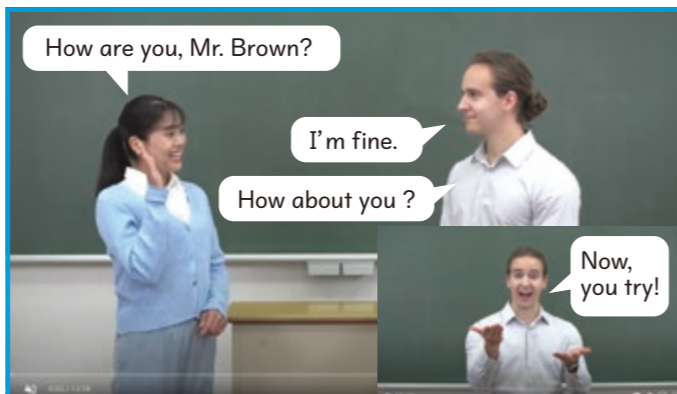 How are you, Mr. Brown?
I'm fine.
How about you ?
Now,
you try!